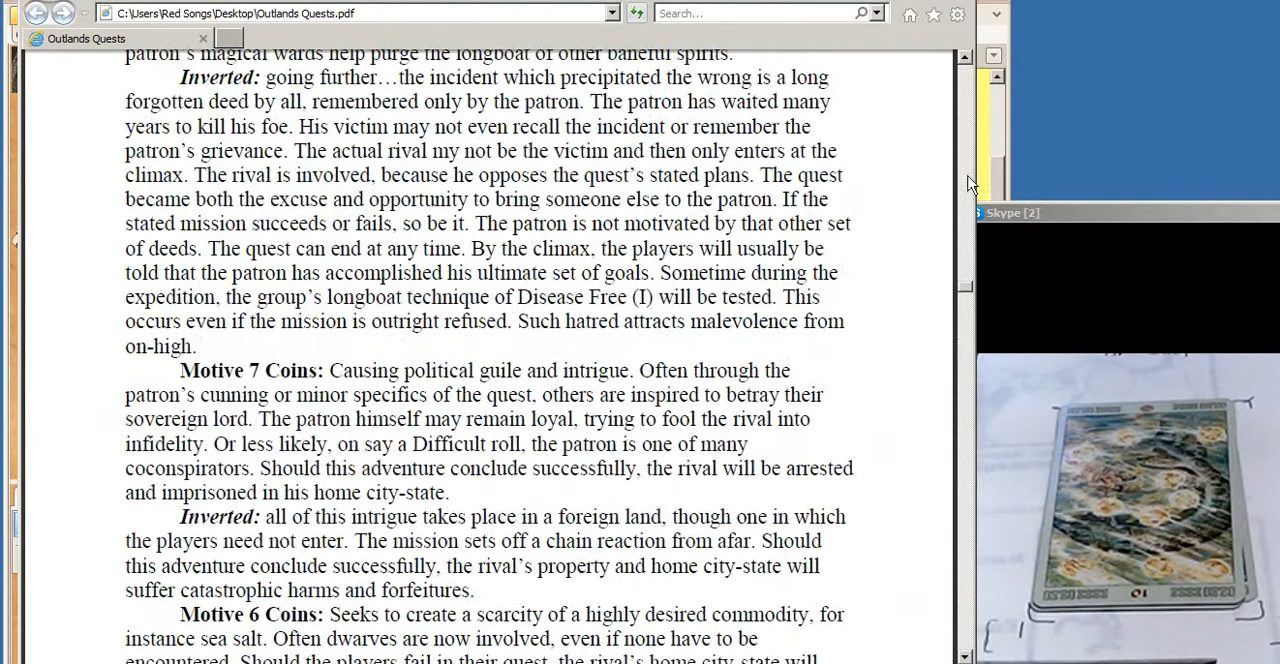 C:\Users\Red Songs\Desktop\Outlands Quests.pdf
Search...
Outlands Quests
patron's magical wards help purge the longboat of other baneful spirits.
Inverted: going further…the incident which precipitated the wrong is a long
forgotten deed by all, remembered only by the patron. The patron has waited many
years to kill his foe. His victim may not even recall the incident or remember the
patron's grievance. The actual rival my not be the victim and then only enters at the
climax. The rival is involved, because he opposes the quest's stated plans. The quest
became both the excuse and opportunity to bring someone else to the patron. If the
stated mission succeeds or fails, so be it. The patron is not motivated by that other set
of deeds. The quest can end at any time. By the climax, the players will usually be
told that the patron has accomplished his ultimate set of goals. Sometime during the
expedition, the group's longboat technique of Disease Free (I) will be tested. This
occurs even if the mission is outright refused. Such hatred attracts malevolence from
on-high.
Motive 7 Coins: Causing political guile and intrigue. Often through the
patron's cunning or minor specifics of the quest, others are inspired to betray their
sovereign lord. The patron himself may remain loyal, trying to fool the rival into
infidelity. Or less likely, on say a Difficult roll, the patron is one of many
coconspirators. Should this adventure conclude successfully, the rival will be arrested
and imprisoned in his home city-state.
Inverted: all of this intrigue takes place in a foreign land, though one in which
the players need not enter. The mission sets off a chain reaction from afar. Should
this adventure conclude successfully, the rival's property and home city-state will
suffer catastrophic harms and forfeitures.
Motive 6 Coins: Seeks to create a scarcity of a highly desired commodity, for
instance sea salt. Often dwarves are now involved, even if none have to be
encountered. Should the players fail in their quest, the rival's home city-state will
Skype [2]